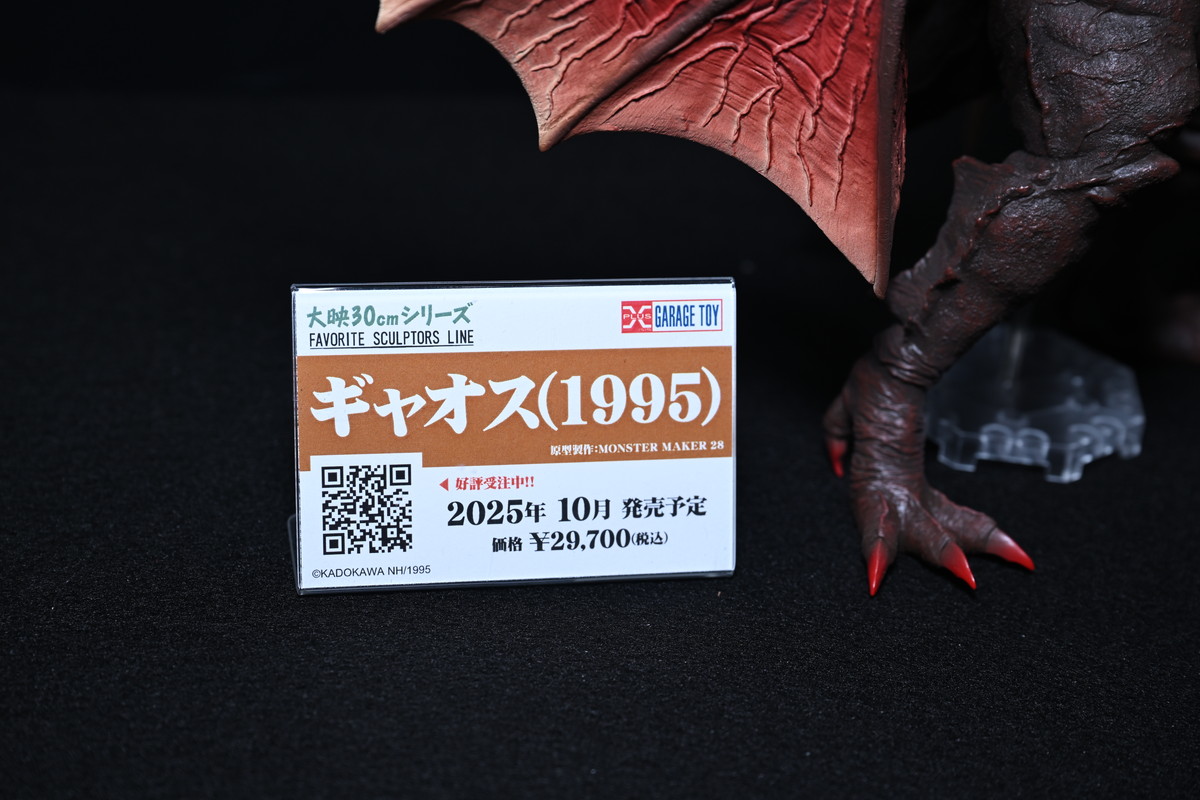 大映30cmシリーズ
FAVORITE SCULPTORS LINE
X PLUS GARAGE TOY
ギャオス(1995)
原型製作:MONSTER MAKER 28
◀ 好評受注中!!
2025年 10月 発売予定
価格 ¥29,700(税込)
©KADOKAWA NH/1995